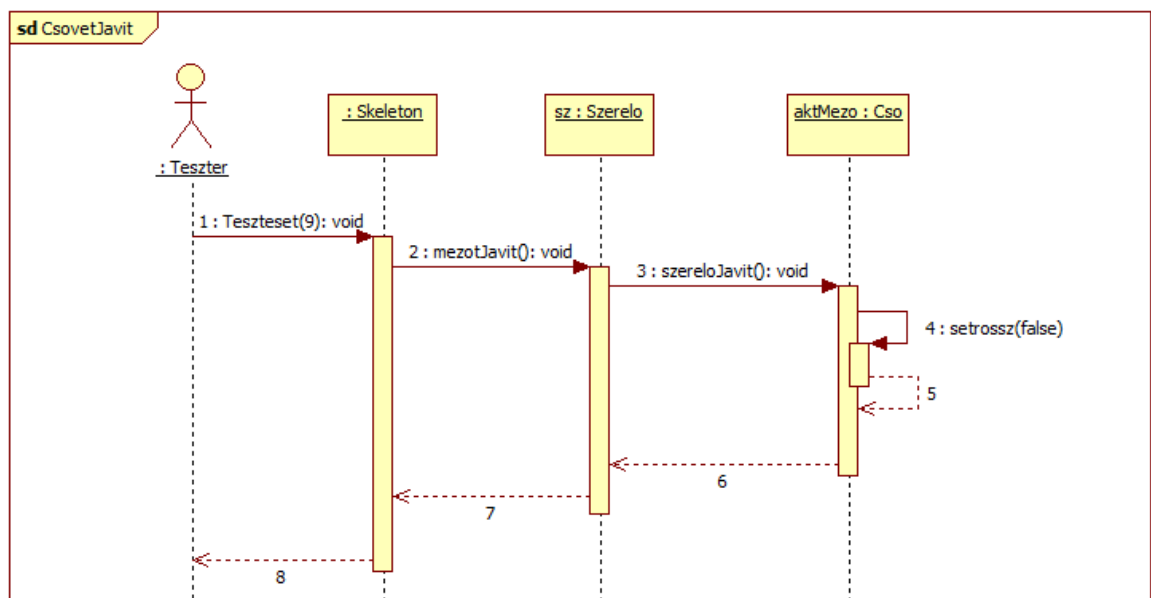 sd CsovetJavit
: Skeleton
sz : Szerelo
aktMezo : Cso
: Teszter
1 : Teszteset(9): void
2 : mezotJavit(): void
3 : szereloJavit(): void
4 : setrossz(false)
5
6
7
8